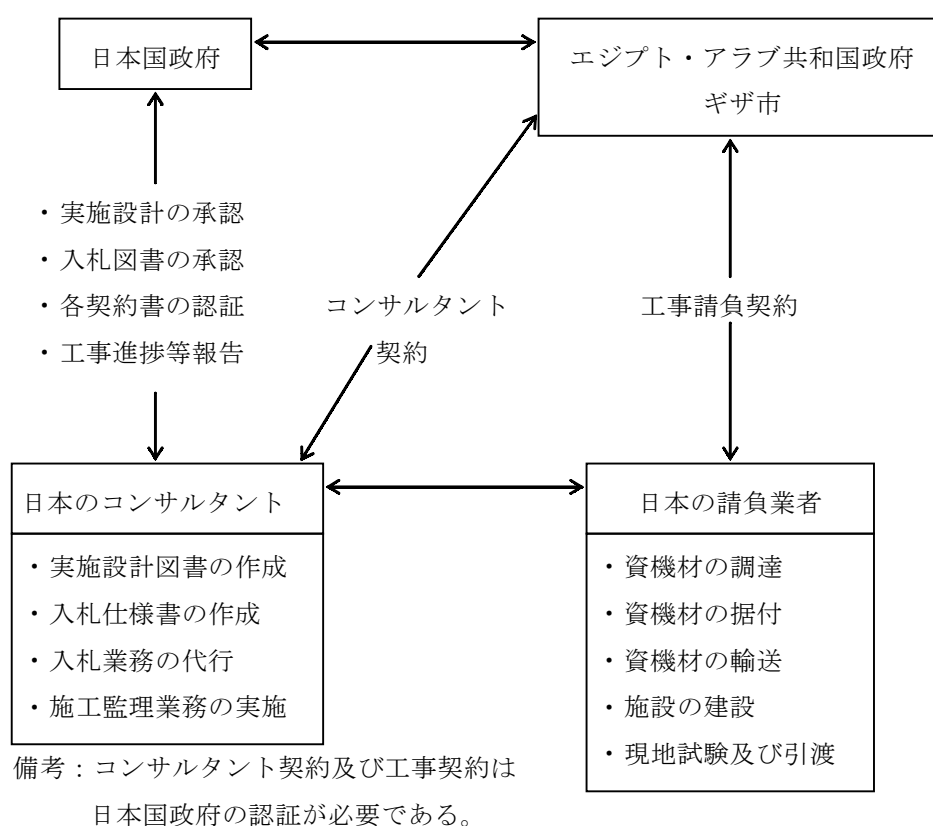 日本国政府
エジプト・アラブ共和国政府
ギザ市
・実施設計の承認
・入札図書の承認
・各契約書の認証
・工事進捗等報告
コンサルタント
契約
工事請負契約
日本のコンサルタント
・実施設計図書の作成
・入札仕様書の作成
・入札業務の代行
・施工監理業務の実施
日本の請負業者
・資機材の調達
・資機材の据付
・資機材の輸送
・施設の建設
・現地試験及び引渡
備考：コンサルタント契約及び工事契約は
日本国政府の認証が必要である。